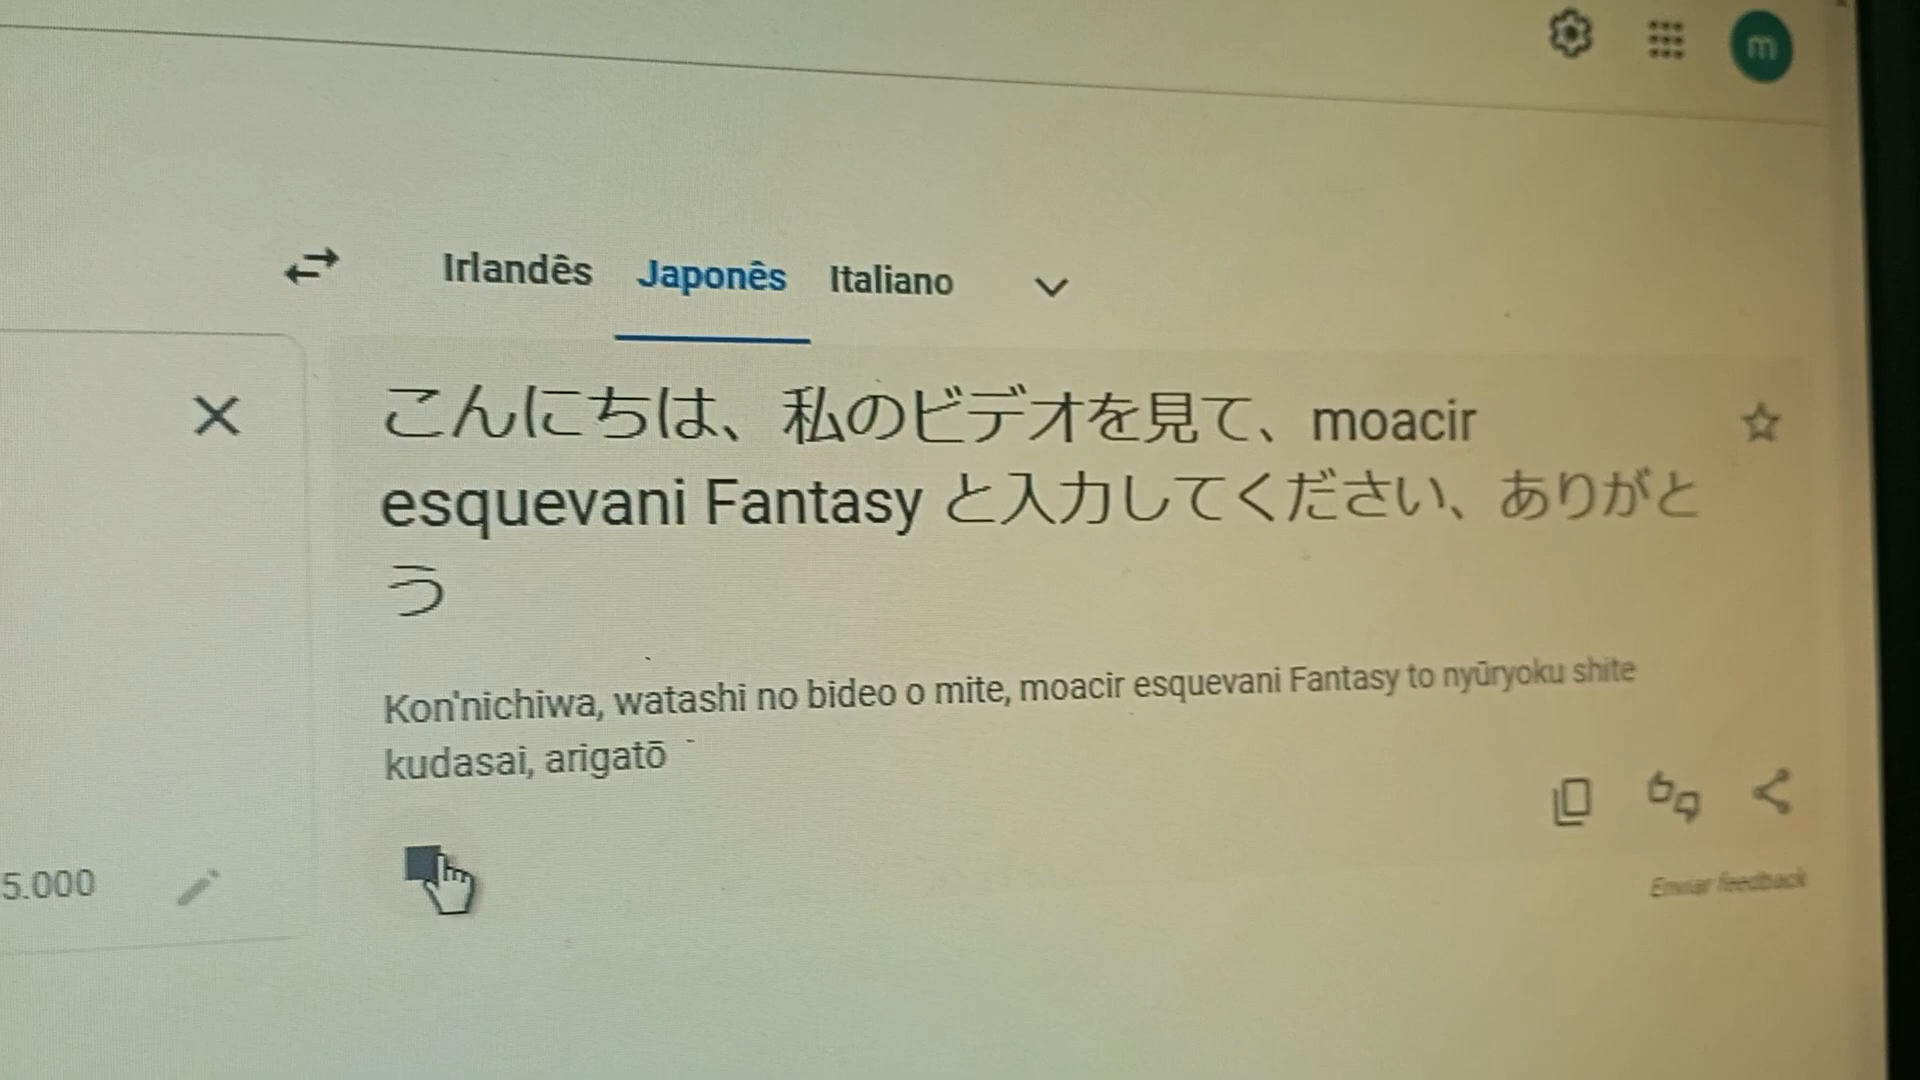 m
Irlandês Japonês Italiano
こんにちは、私のビデオを見て、moacir
esquevani Fantasy と入力してください、ありがと
う
Kon'nichiwa, watashi no bideo o mite, moacir esquevani Fantasy to nyūryoku shite
kudasai, arigatō
5.000
Enviar feedback